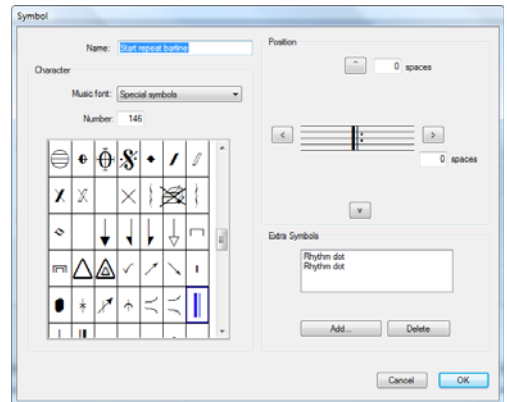 Symbol
Name: Start repeat barline
Character
Music font: Special symbols
Number: 146
Position
0 spaces
0 spaces
Extra Symbols
Rhythm dot
Rhythm dot
Add... Delete
Cancel OK